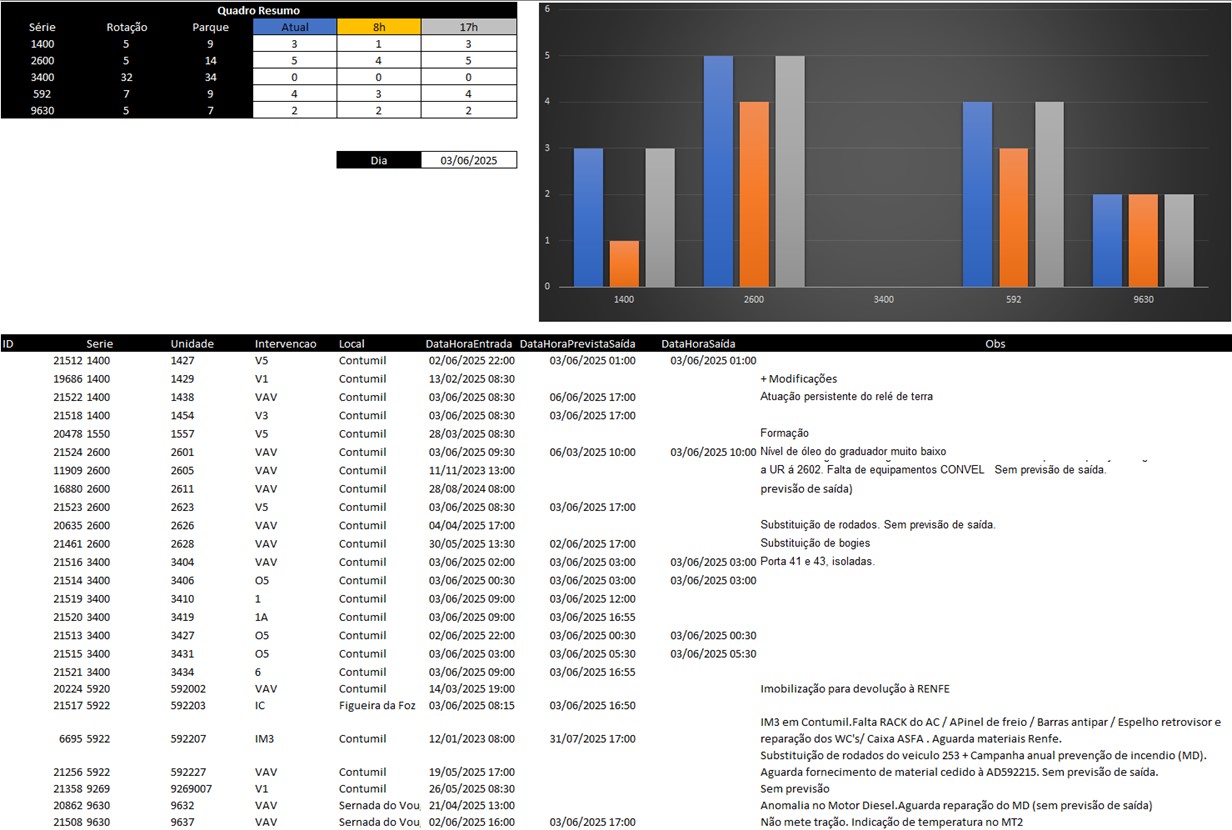 Quadro Resumo
Série Rotação Parque Atual 8h 17h
1400 5 9 3 1 3
2600 5 14 5 4 5
3400 32 34 0 0 0
592 7 9 4 3 4
9630 5 7 2 2 2
Dia 03/06/2025
6
5
4
3
2
1
0
1400 2600 3400 592 9630
ID Serie Unidade Intervencao Local DataHoraEntrada DataHoraPrevistaSaída DataHoraSaída Obs
21512 1400 1427 V5 Contumil 02/06/2025 22:00 03/06/2025 01:00 03/06/2025 01:00
19686 1400 1429 V1 Contumil 13/02/2025 08:30 + Modificações
21522 1400 1438 VAV Contumil 03/06/2025 08:30 06/06/2025 17:00 Atuação persistente do relé de terra
21518 1400 1454 V3 Contumil 03/06/2025 08:30 03/06/2025 17:00
20478 1550 1557 V5 Contumil 28/03/2025 08:30 Formação
21524 2600 2601 VAV Contumil 03/06/2025 09:30 06/03/2025 10:00 03/06/2025 10:00 Nível de óleo do graduador muito baixo
11909 2600 2605 VAV Contumil 11/11/2023 13:00 a UR á 2602. Falta de equipamentos CONVEL Sem previsão de saída.
16880 2600 2611 VAV Contumil 28/08/2024 08:00 previsão de saída)
21523 2600 2623 V5 Contumil 03/06/2025 08:30 03/06/2025 17:00
20635 2600 2626 VAV Contumil 04/04/2025 17:00 Substituição de rodados. Sem previsão de saída.
21461 2600 2628 VAV Contumil 30/05/2025 13:30 02/06/2025 17:00 Substituição de bogies
21516 3400 3404 VAV Contumil 03/06/2025 02:00 03/06/2025 03:00 03/06/2025 03:00 Porta 41 e 43, isoladas.
21514 3400 3406 O5 Contumil 03/06/2025 00:30 03/06/2025 03:00 03/06/2025 03:00
21519 3400 3410 1 Contumil 03/06/2025 09:00 03/06/2025 12:00
21520 3400 3419 1A Contumil 03/06/2025 09:00 03/06/2025 16:55
21513 3400 3427 O5 Contumil 02/06/2025 22:00 03/06/2025 00:30 03/06/2025 00:30
21515 3400 3431 O5 Contumil 03/06/2025 03:00 03/06/2025 05:30 03/06/2025 05:30
21521 3400 3434 6 Contumil 03/06/2025 09:00 03/06/2025 16:55
20224 5920 592002 VAV Contumil 14/03/2025 19:00 Imobilização para devolução à RENFE
21517 5922 592203 IC Figueira da Foz 03/06/2025 08:15 03/06/2025 16:50
IM3 em Contumil.Falta RACK do AC / APinel de freio / Barras antipar / Espelho retrovisor e
6695 5922 592207 IM3 Contumil 12/01/2023 08:00 31/07/2025 17:00 reparação dos WC's/ Caixa ASFA . Aguarda materiais Renfe.
Substituição de rodados do veiculo 253 + Campanha anual prevenção de incendio (MD).
21256 5922 592227 VAV Contumil 19/05/2025 17:00 Aguarda fornecimento de material cedido à AD592215. Sem previsão de saída.
21358 9269 9269007 V1 Contumil 26/05/2025 08:30 Sem previsão
20862 9630 9632 VAV Sernada do Vou 21/04/2025 13:00 Anomalia no Motor Diesel.Aguarda reparação do MD (sem previsão de saída)
21508 9630 9637 VAV Sernada do Vou 02/06/2025 16:00 03/06/2025 17:00 Não mete tração. Indicação de temperatura no MT2